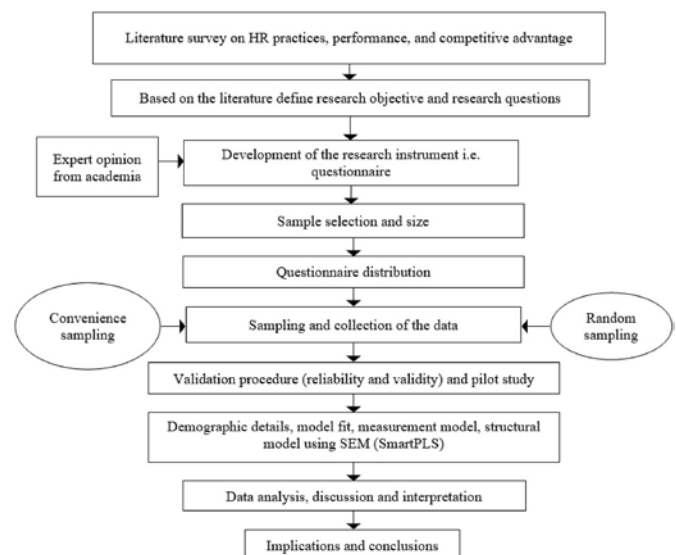 Literature survey on HR practices, performance, and competitive advantage
Based on the literature define research objective and research questions
Expert opinion
from academia
Development of the research instrument i.e.
questionnaire
Sample selection and size
Questionnaire distribution
Convenience
sampling
Sampling and collection of the data
Random
sampling
Validation procedure (reliability and validity) and pilot study
Demographic details, model fit, measurement model, structural
model using SEM (SmartPLS)
Data analysis, discussion and interpretation
Implications and conclusions